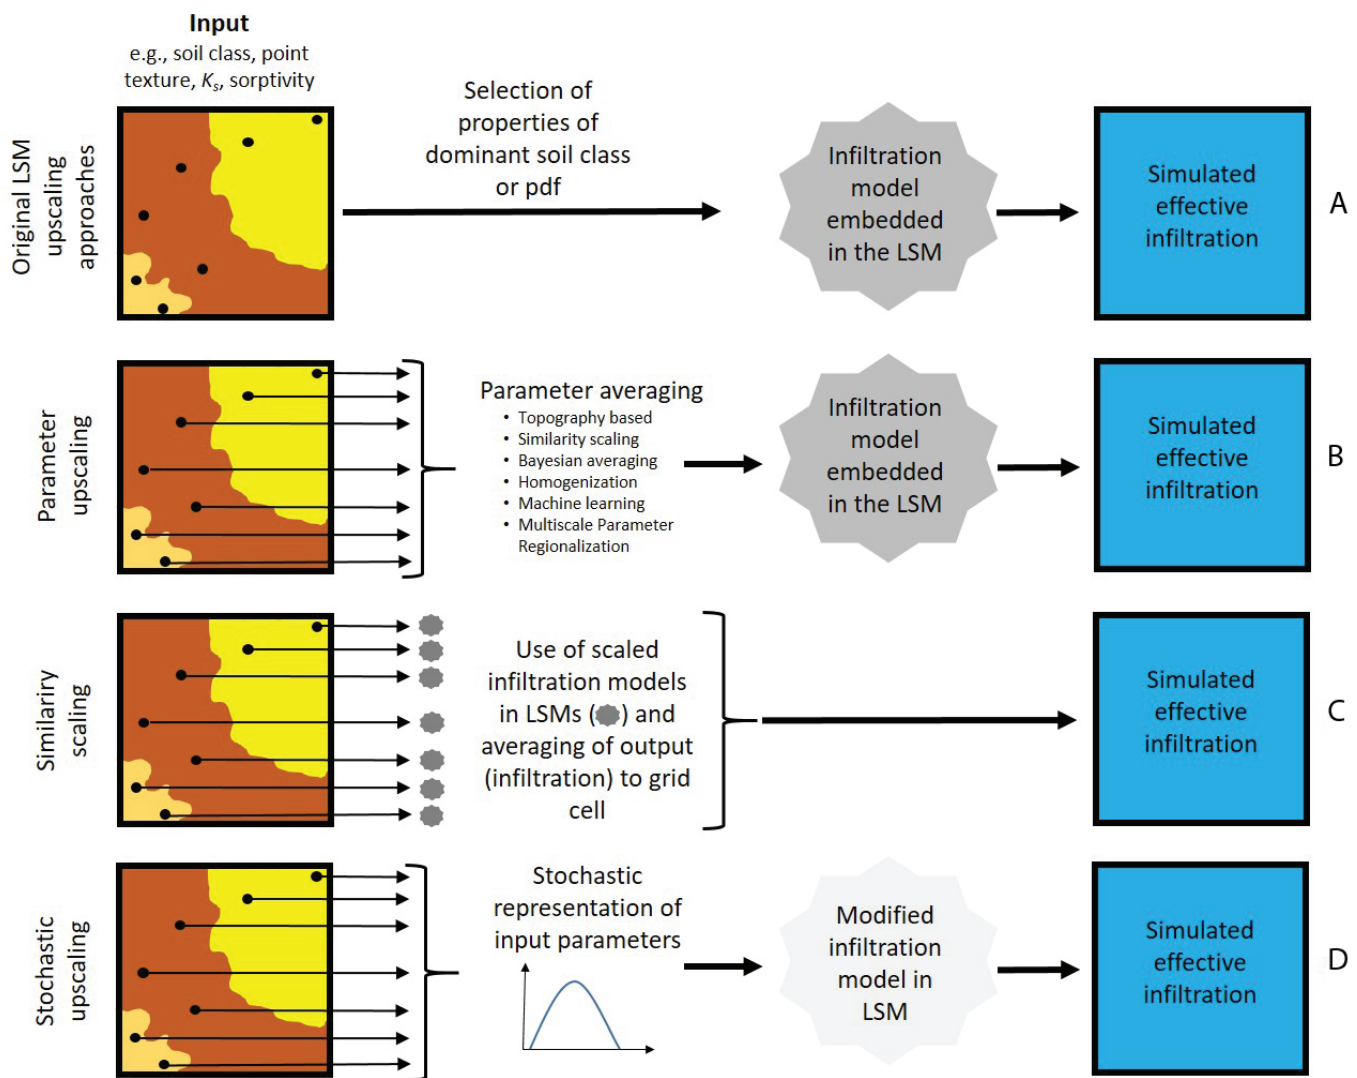 Input
e.g., soil class, point
texture, Ks, sorptivity
Original LSM
upscaling
approaches
Selection of
properties of
dominant soil class
or pdf
Infiltration
model
embedded
in the LSM
Simulated
effective
infiltration
A
Parameter
upscaling
Parameter averaging
• Topography based
• Similarity scaling
• Bayesian averaging
• Homogenization
• Machine learning
• Multiscale Parameter
Regionalization
Infiltration
model
embedded
in the LSM
Simulated
effective
infiltration
B
Similariry
scaling
Use of scaled
infiltration models
in LSMs ( ) and
averaging of output
(infiltration) to grid
cell
Simulated
effective
infiltration
C
Stochastic
upscaling
Stochastic
representation of
input parameters
Modified
infiltration
model in
LSM
Simulated
effective
infiltration
D